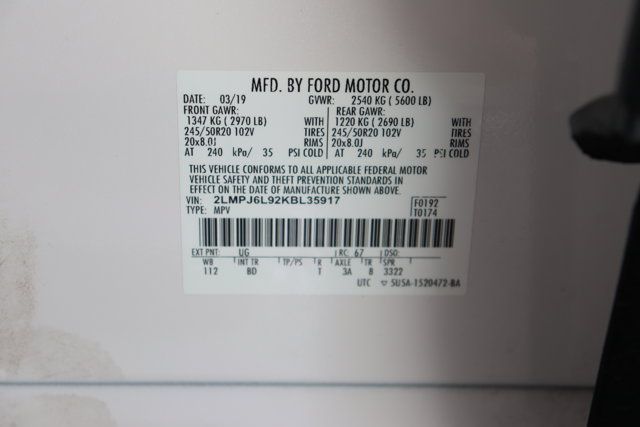 MFD. BY FORD MOTOR CO.
DATE: 03/19 GVWR: 2540 KG ( 5600 LB)
FRONT GAWR: REAR GAWR:
1347 KG ( 2970 LB) WITH 1220 KG ( 2690 LB) WITH
245/50R20 102V TIRES 245/50R20 102V TIRES
20x8.0J RIMS 20x8.0J RIMS
AT 240 kPa/ 35 PSI COLD AT 240 kPa/ 35 PSI COLD
THIS VEHICLE CONFORMS TO ALL APPLICABLE FEDERAL MOTOR
VEHICLE SAFETY AND THEFT PREVENTION STANDARDS IN
EFFECT ON THE DATE OF MANUFACTURE SHOWN ABOVE.
VIN: 2LMPJ6L92KBL35917 F0192
TYPE: MPV T0174
EXT PNT: UG RC: 67 DSO:
WB INT TR TP/PS R AXLE TR SPR
112 BD T 3A 8 3322
UTC ▽ 5U5A-1520472-BA